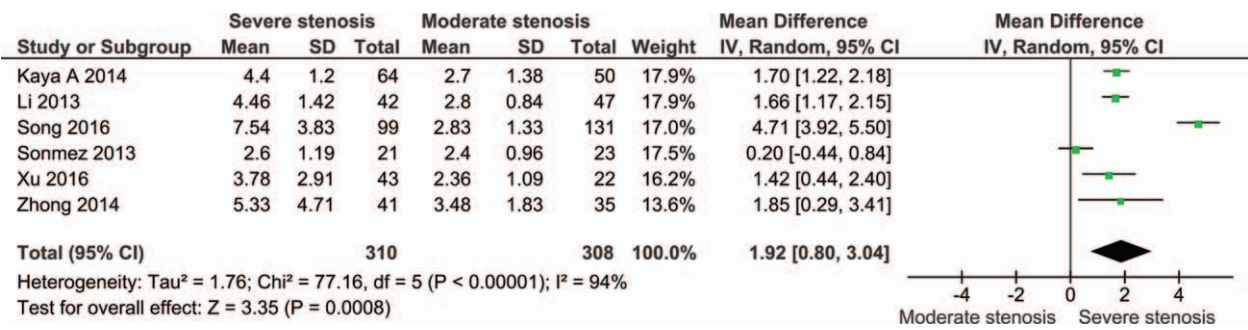 Severe stenosis Moderate stenosis Mean Difference Mean Difference
Study or Subgroup Mean SD Total Mean SD Total Weight IV, Random, 95% CI IV, Random, 95% CI
Kaya A 2014 4.4 1.2 64 2.7 1.38 50 17.9% 1.70 [1.22, 2.18]
Li 2013 4.46 1.42 42 2.8 0.84 47 17.9% 1.66 [1.17, 2.15]
Song 2016 7.54 3.83 99 2.83 1.33 131 17.0% 4.71 [3.92, 5.50]
Sonmez 2013 2.6 1.19 21 2.4 0.96 23 17.5% 0.20 [-0.44, 0.84]
Xu 2016 3.78 2.91 43 2.36 1.09 22 16.2% 1.42 [0.44, 2.40]
Zhong 2014 5.33 4.71 41 3.48 1.83 35 13.6% 1.85 [0.29, 3.41]
Total (95% CI) 310 308 100.0% 1.92 [0.80, 3.04]
Heterogeneity: Tau² = 1.76; Chi² = 77.16, df = 5 (P < 0.00001); I² = 94%
Test for overall effect: Z = 3.35 (P = 0.0008)
-4 -2 0 2 4
Moderate stenosis Severe stenosis